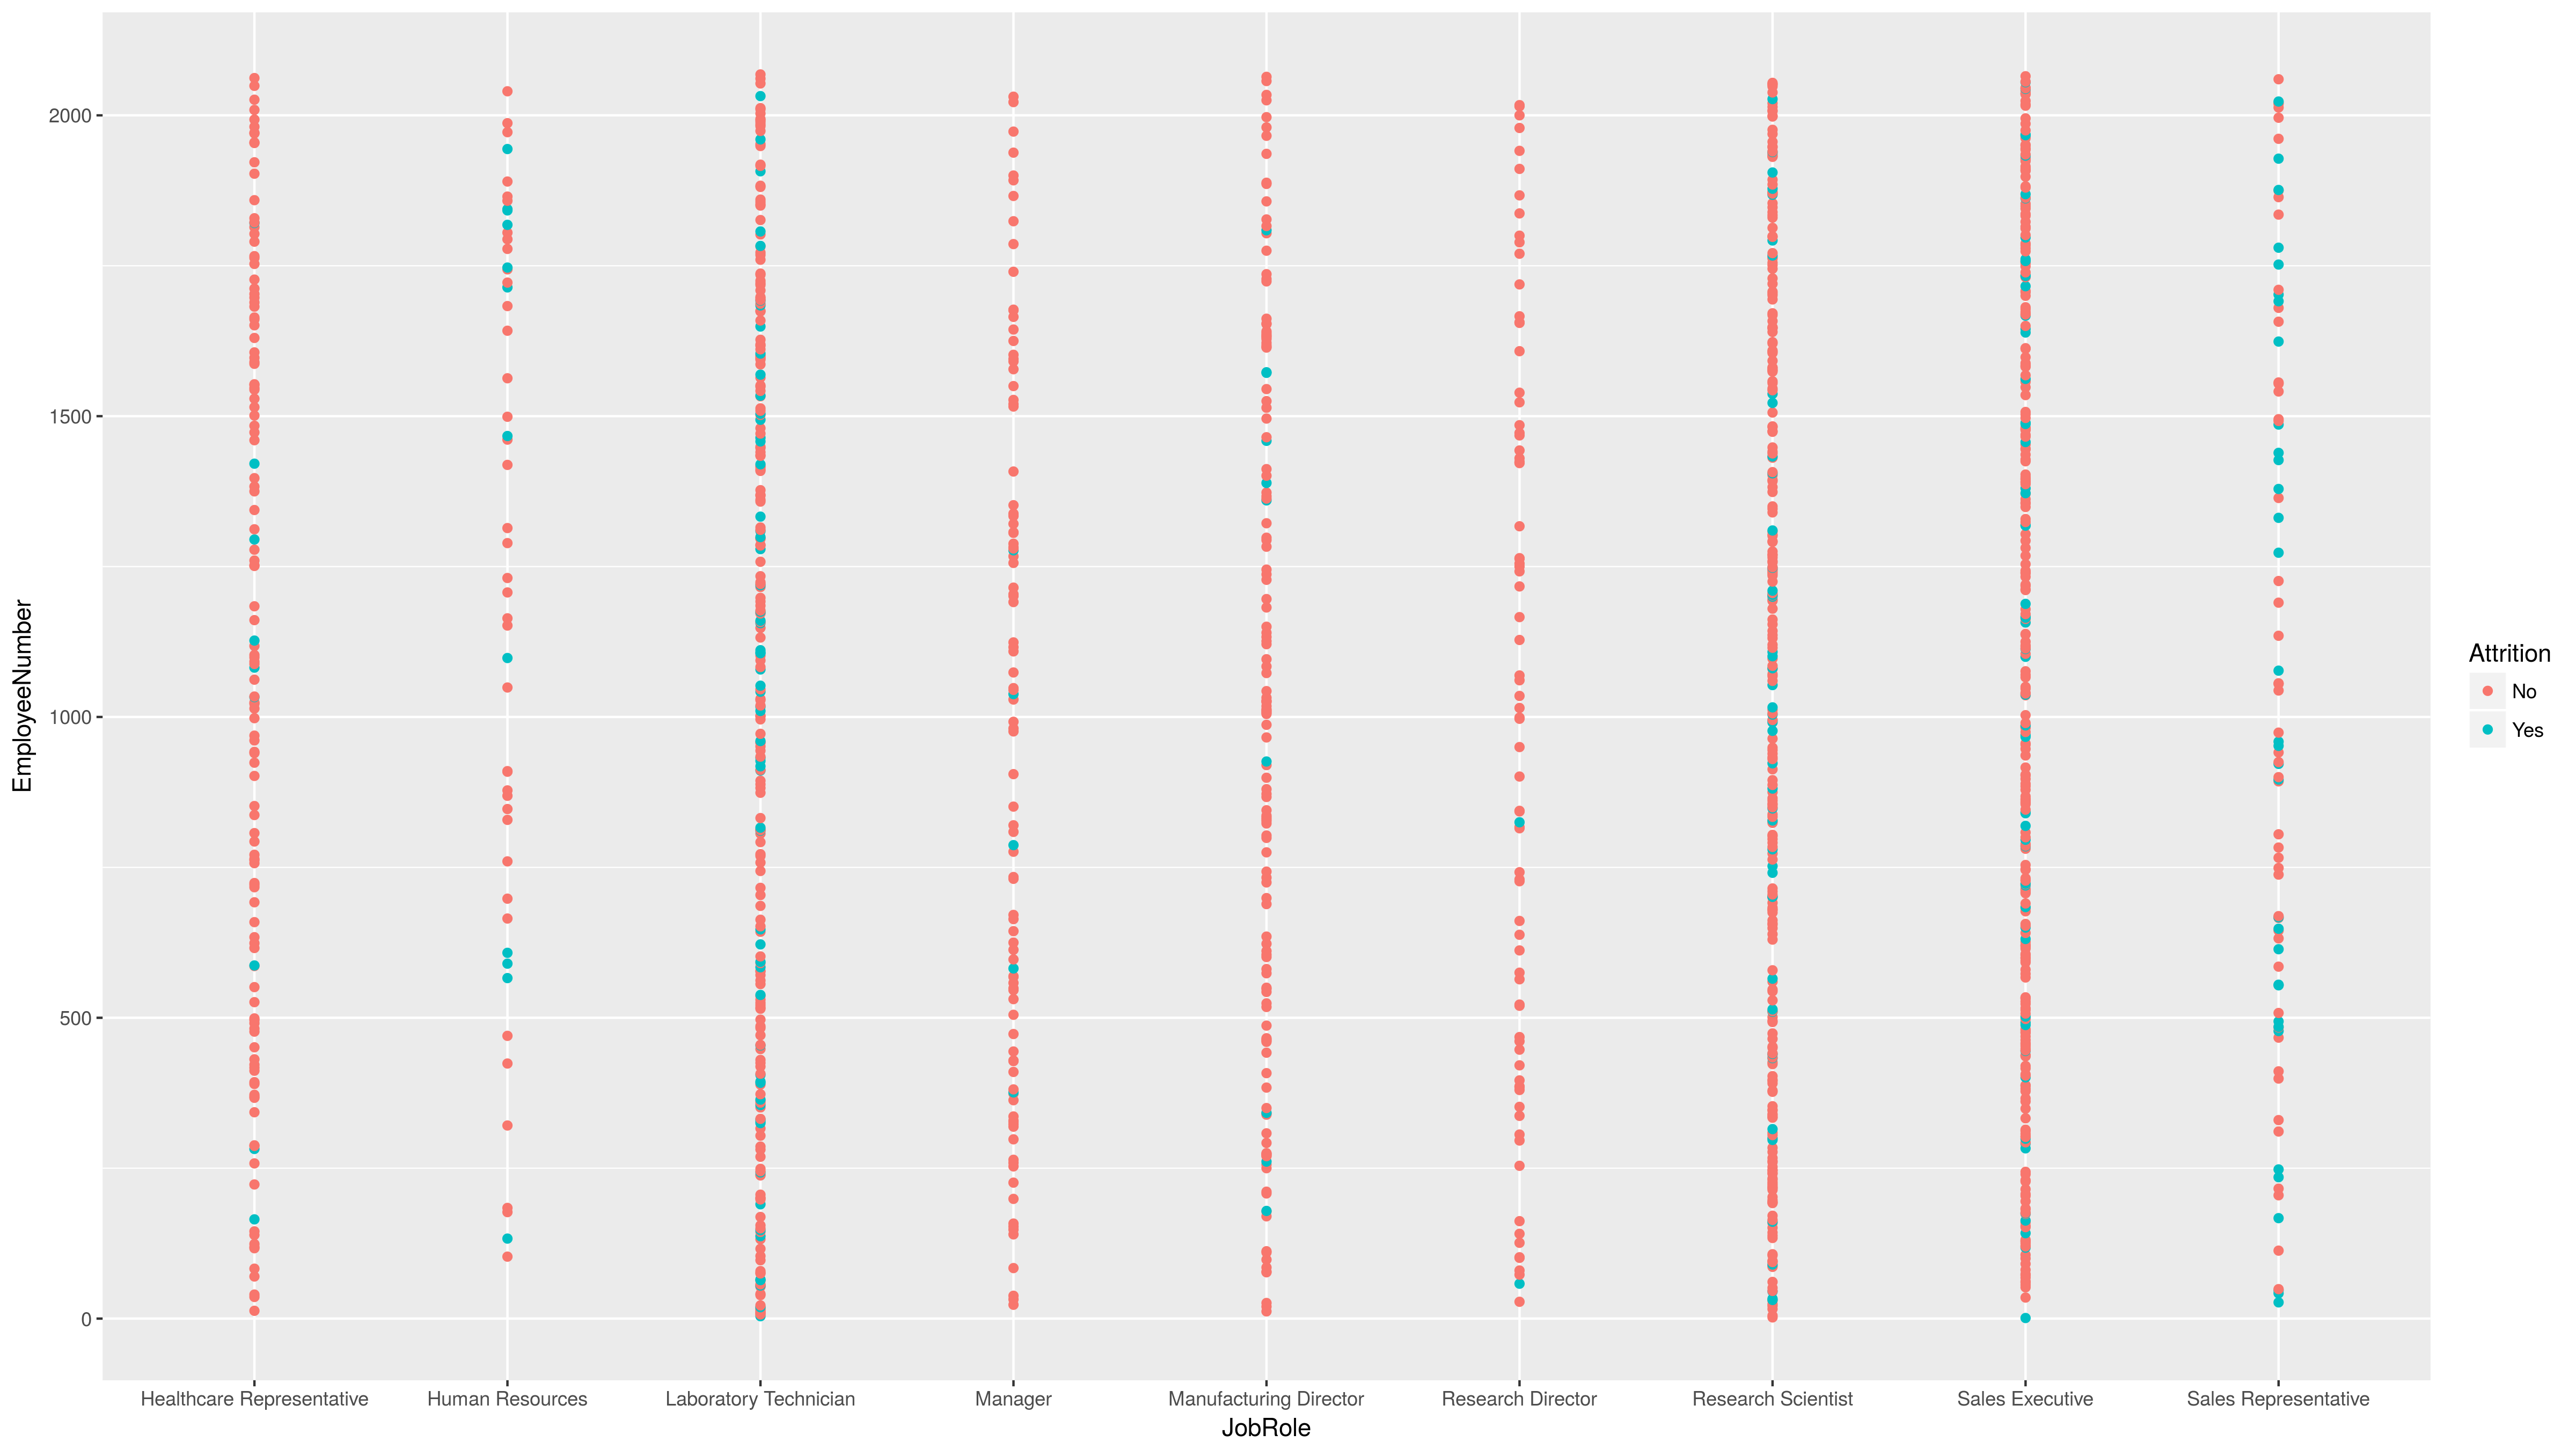 2000
1500
1000
500
0
EmployeeNumber
Healthcare Representative
Human Resources
Laboratory Technician
Manager
Manufacturing Director
Research Director
Research Scientist
Sales Executive
Sales Representative
JobRole
Attrition
No
Yes